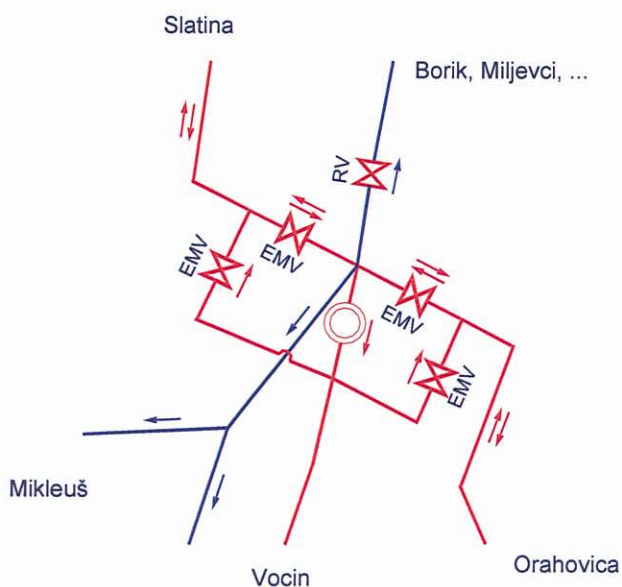 Slatina
Borik, Miljevci, ...
RV
EMV
EMV
EMV
EMV
Mikleuš
Orahovica
Vocin